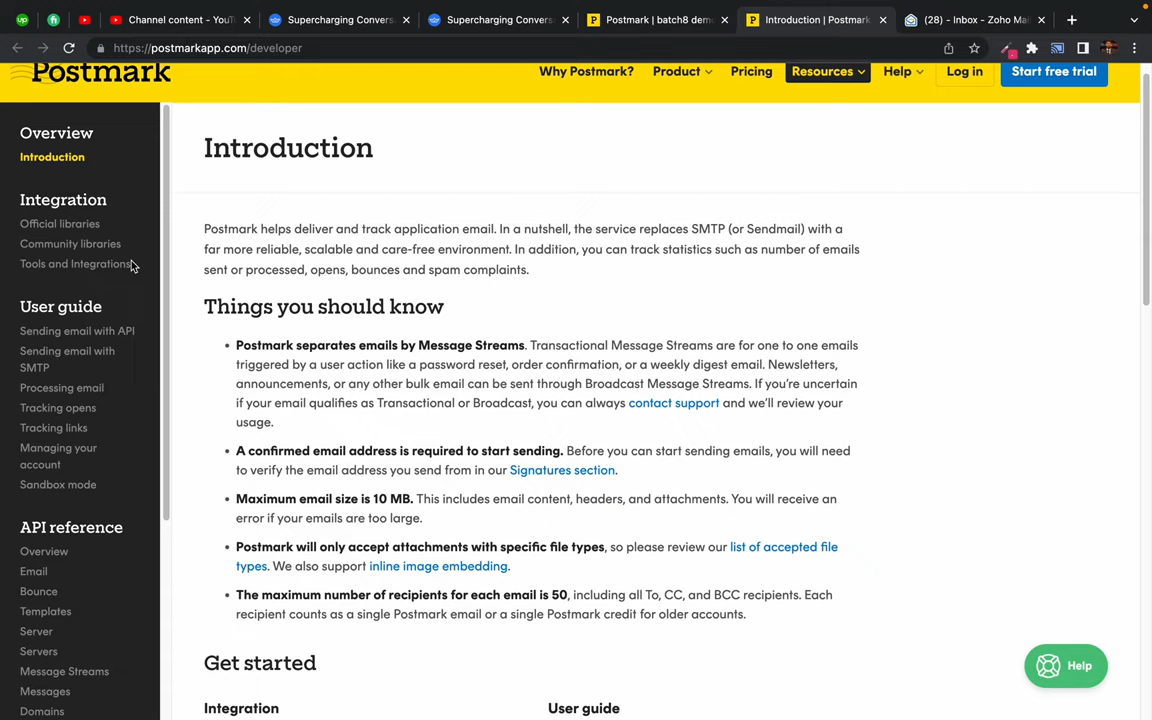 Channel content - YouT
Supercharging Convers
Supercharging Convers
Postmark | batch8 dem
Introduction | Postmark
(28) - Inbox - Zoho Ma
https://postmarkapp.com/developer
Postmark
Why Postmark?
Product
Pricing
Resources
Help
Log in
Start free trial
Overview
Introduction
Integration
Official libraries
Community libraries
Tools and Integrations
User guide
Sending email with API
Sending email with
SMTP
Processing email
Tracking opens
Tracking links
Managing your
account
Sandbox mode
API reference
Overview
Email
Bounce
Templates
Server
Servers
Message Streams
Messages
Domains
Introduction
Postmark helps deliver and track application email. In a nutshell, the service replaces SMTP (or Sendmail) with a
far more reliable, scalable and care-free environment. In addition, you can track statistics such as number of emails
sent or processed, opens, bounces and spam complaints.
Things you should know
• Postmark separates emails by Message Streams. Transactional Message Streams are for one to one emails
triggered by a user action like a password reset, order confirmation, or a weekly digest email. Newsletters,
announcements, or any other bulk email can be sent through Broadcast Message Streams. If you're uncertain
if your email qualifies as Transactional or Broadcast, you can always contact support and we'll review your
usage.
• A confirmed email address is required to start sending. Before you can start sending emails, you will need
to verify the email address you send from in our Signatures section.
• Maximum email size is 10 MB. This includes email content, headers, and attachments. You will receive an
error if your emails are too large.
• Postmark will only accept attachments with specific file types, so please review our list of accepted file
types. We also support inline image embedding.
• The maximum number of recipients for each email is 50, including all To, CC, and BCC recipients. Each
recipient counts as a single Postmark email or a single Postmark credit for older accounts.
Get started
Integration
User guide
Help